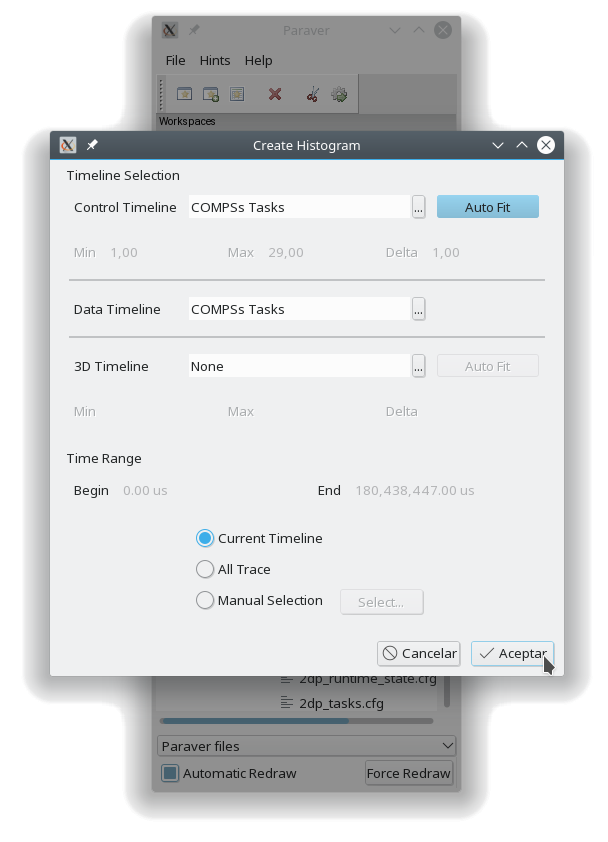 Paraver
File Hints Help
Workspaces
Create Histogram
Timeline Selection
Control Timeline COMPSs Tasks ... Auto Fit
Min 1,00 Max 29,00 Delta 1,00
Data Timeline COMPSs Tasks ...
3D Timeline None ... Auto Fit
Min Max Delta
Time Range
Begin 0.00 us End 180,438,447.00 us
Current Timeline
All Trace
Manual Selection Select...
Cancelar Aceptar
2dp_runtime_state.cfg
2dp_tasks.cfg
Paraver files
Automatic Redraw Force Redraw